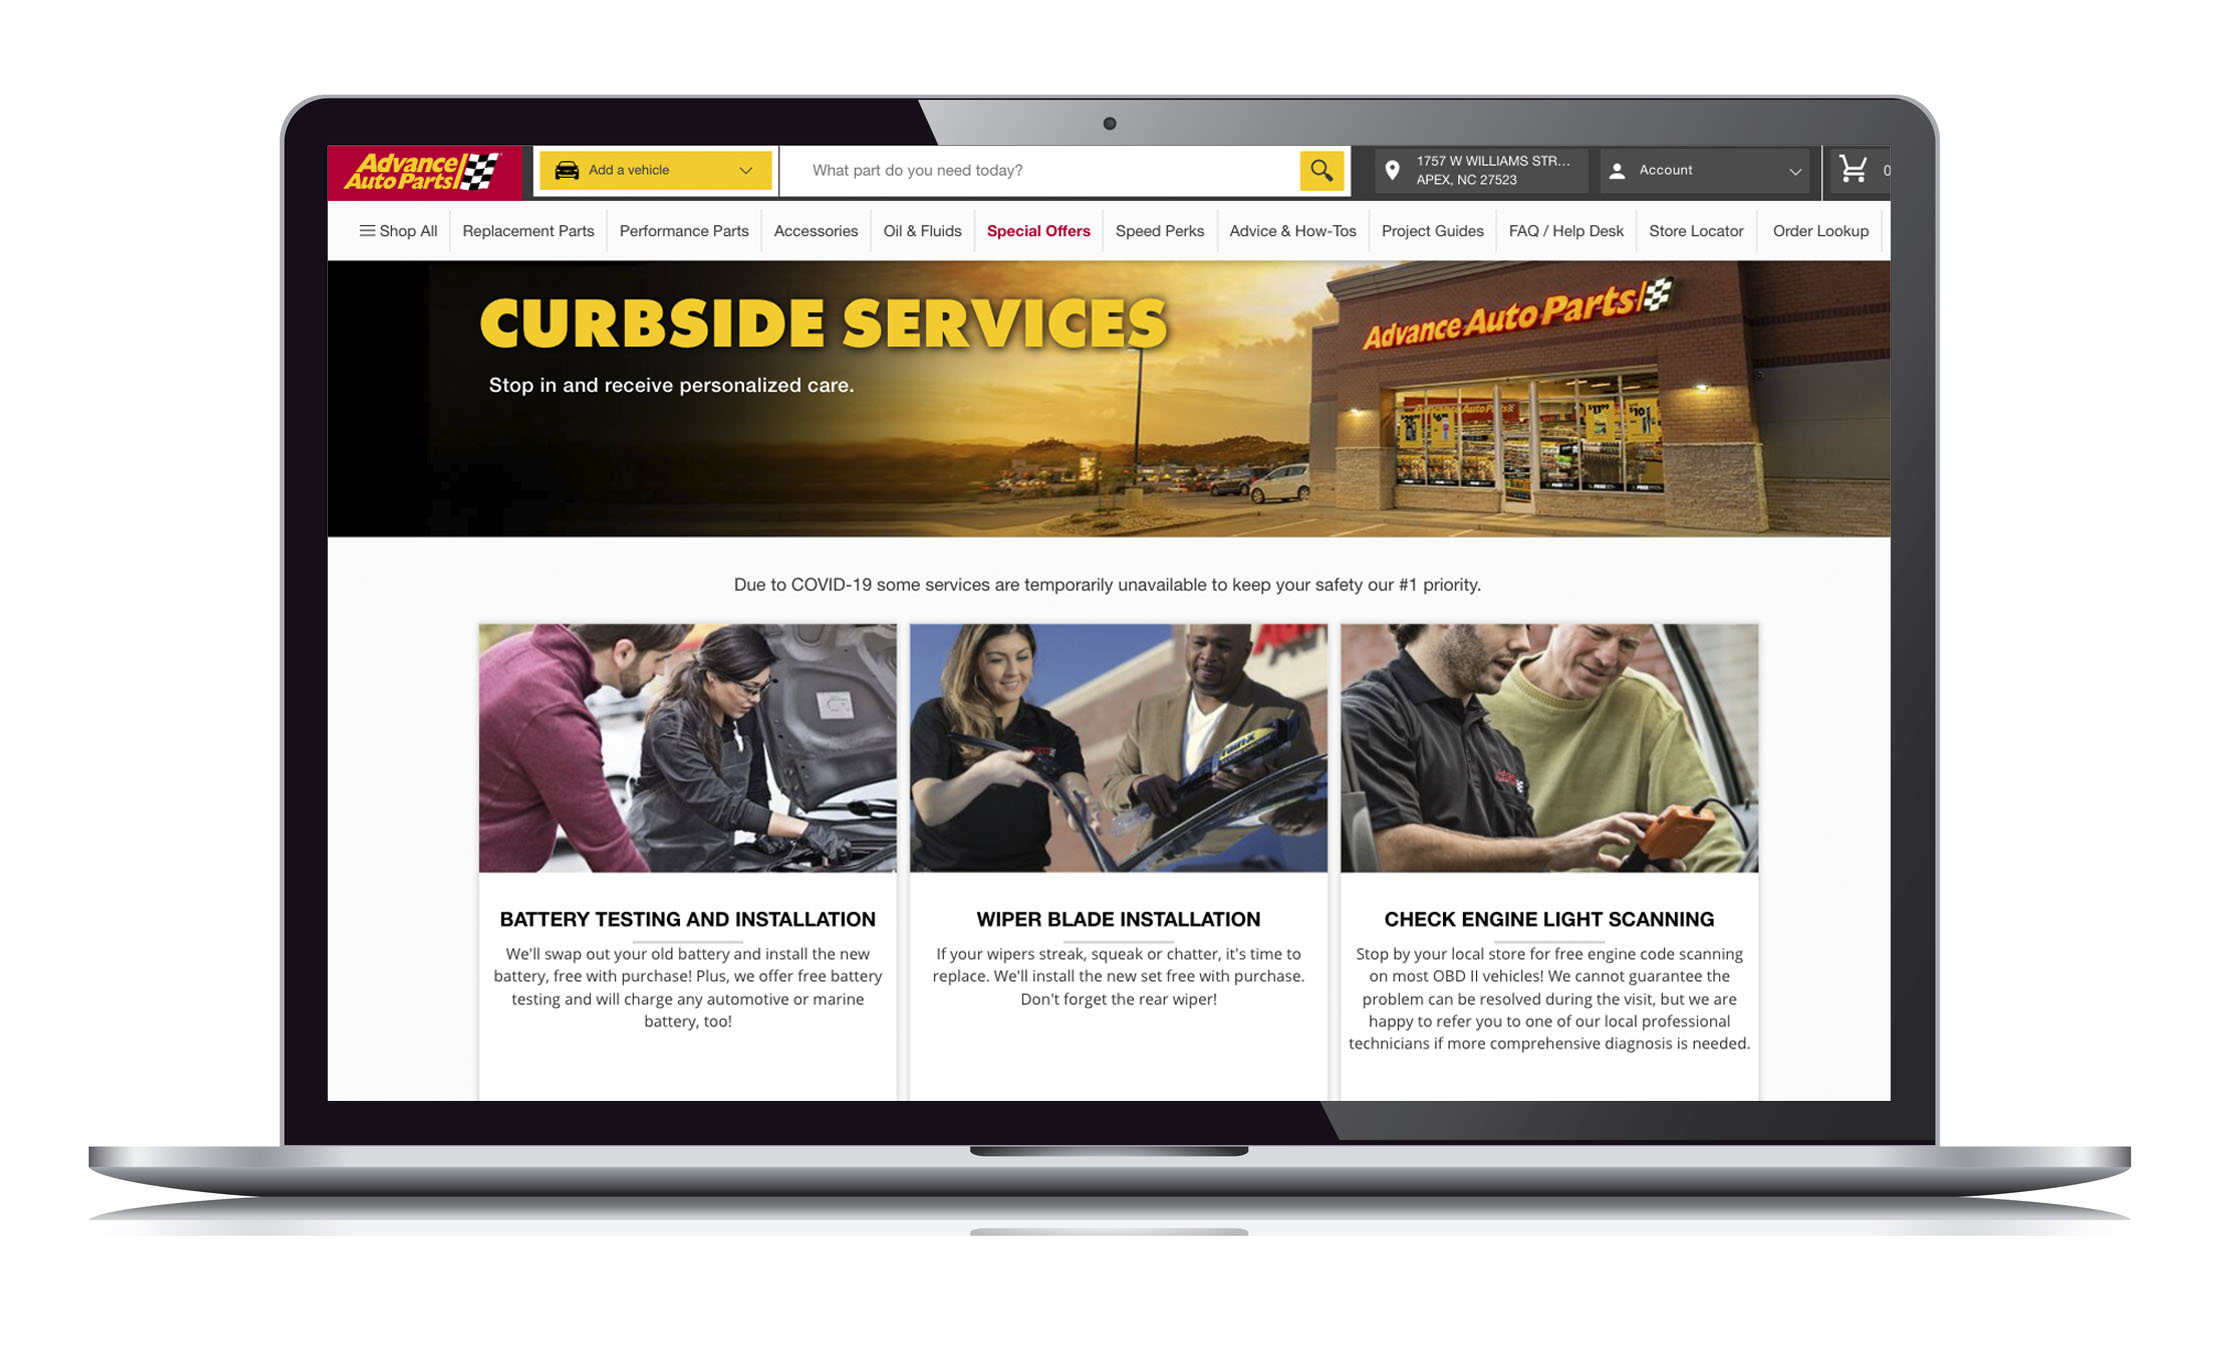 Advance
Auto Parts
Add a vehicle
What part do you need today?
1757 W WILLIAMS STR...
APEX, NC 27523
Account
0
Shop All
Replacement Parts
Performance Parts
Accessories
Oil & Fluids
Special Offers
Speed Perks
Advice & How-Tos
Project Guides
FAQ / Help Desk
Store Locator
Order Lookup
CURBSIDE SERVICES
Stop in and receive personalized care.
Advance Auto Parts
Advance Auto Parts
Due to COVID-19 some services are temporarily unavailable to keep your safety our #1 priority.
BATTERY TESTING AND INSTALLATION
We'll swap out your old battery and install the new
battery, free with purchase! Plus, we offer free battery
testing and will charge any automotive or marine
battery, too!
WIPER BLADE INSTALLATION
If your wipers streak, squeak or chatter, it's time to
replace. We'll install the new set free with purchase.
Don't forget the rear wiper!
CHECK ENGINE LIGHT SCANNING
Stop by your local store for free engine code scanning
on most OBD II vehicles! We cannot guarantee the
problem can be resolved during the visit, but we are
happy to refer you to one of our local professional
technicians if more comprehensive diagnosis is needed.